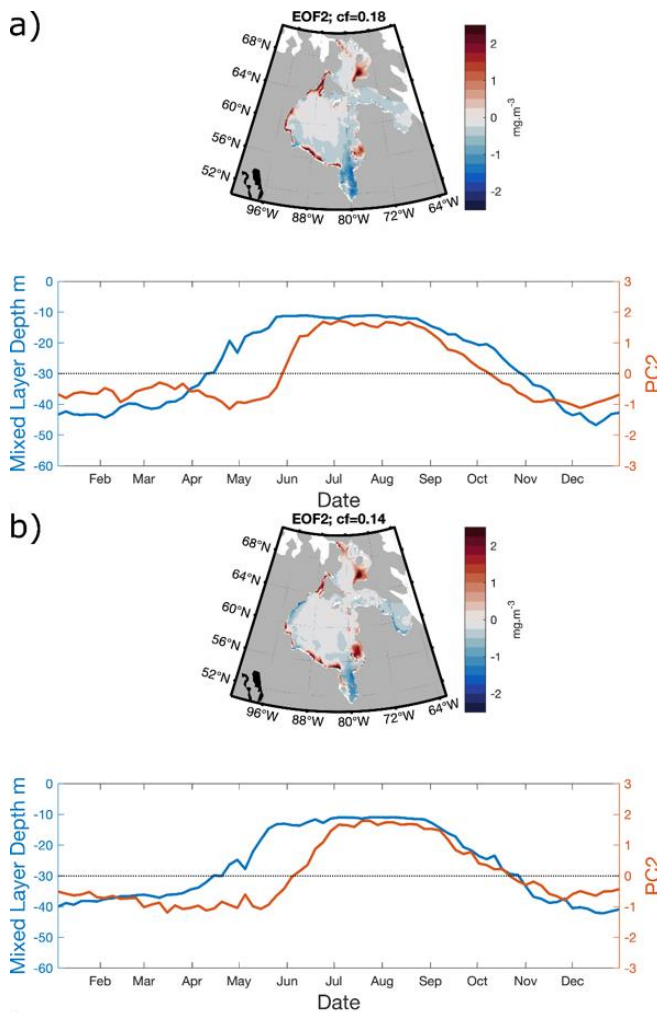 a)
EOF2; cf=0.18
68°N
64°N
60°N
56°N
52°N
96°W
88°W
80°W
72°W
64°W
2
1
0
-1
-2
mg.m-3
Mixed Layer Depth m
0
-10
-20
-30
-40
-50
-60
3
2
1
0
-1
-2
-3
PC2
Feb Mar Apr May Jun Jul Aug Sep Oct Nov Dec
Date
b)
EOF2; cf=0.14
68°N
64°N
60°N
56°N
52°N
96°W
88°W
80°W
72°W
64°W
2
1
0
-1
-2
mg.m-3
Mixed Layer Depth m
0
-10
-20
-30
-40
-50
-60
3
2
1
0
-1
-2
-3
PC2
Feb Mar Apr May Jun Jul Aug Sep Oct Nov Dec
Date